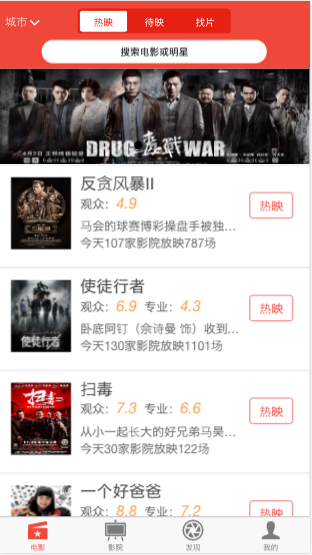 城市
热映 待映 找片
搜索电影或明星
DRUG 毒战 WAR
反贪风暴II
观众：4.9
热映
马会的球赛博彩操盘手被独…
今天107家影院放映787场
使徒行者
观众：6.9 专业：4.3
热映
卧底阿钉（佘诗曼 饰）收到…
今天130家影院放映1101场
使徒行者
扫毒
观众：7.3 专业：6.6
热映
从小一起长大的好兄弟马昊…
今天30家影院放映122场
扫毒
一个好爸爸
观众：8.8 专业：7.2
热映
电影 影院 发现 我的